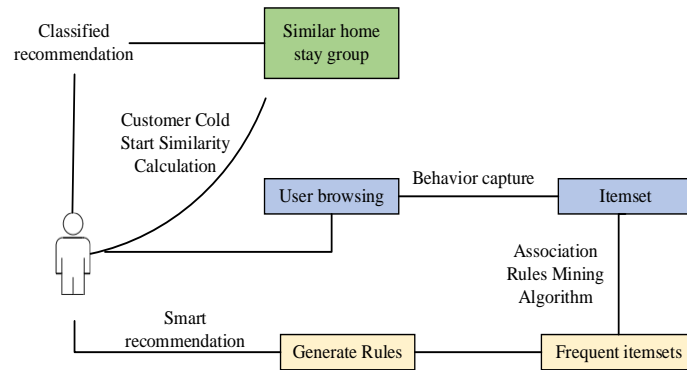 Classified
recommendation
Similar home
stay group
Customer Cold
Start Similarity
Calculation
User browsing
Behavior capture
Itemset
Association
Rules Mining
Algorithm
Smart
recommendation
Generate Rules
Frequent itemsets